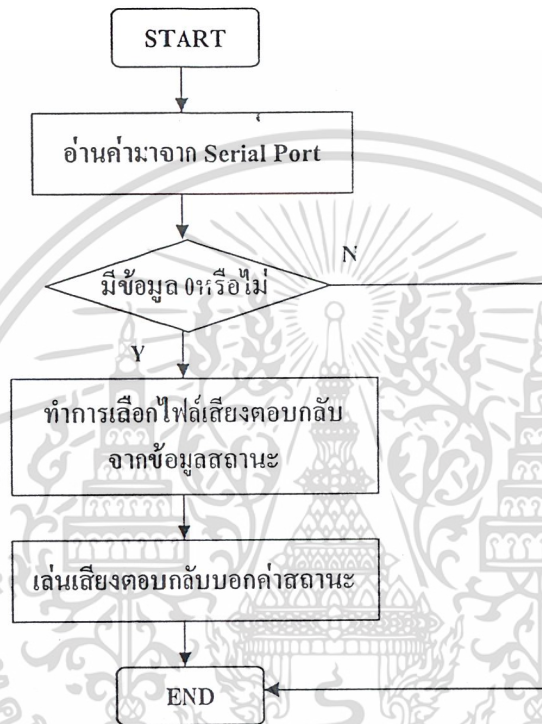 START
อ่านค่ามาจาก Serial Port
มีข้อมูล 0หรือไม่
N
Y
ทำการเลือกไฟล์เสียงตอบกลับ
จากข้อมูลสถานะ
เล่นเสียงตอบกลับบอกค่าสถานะ
END